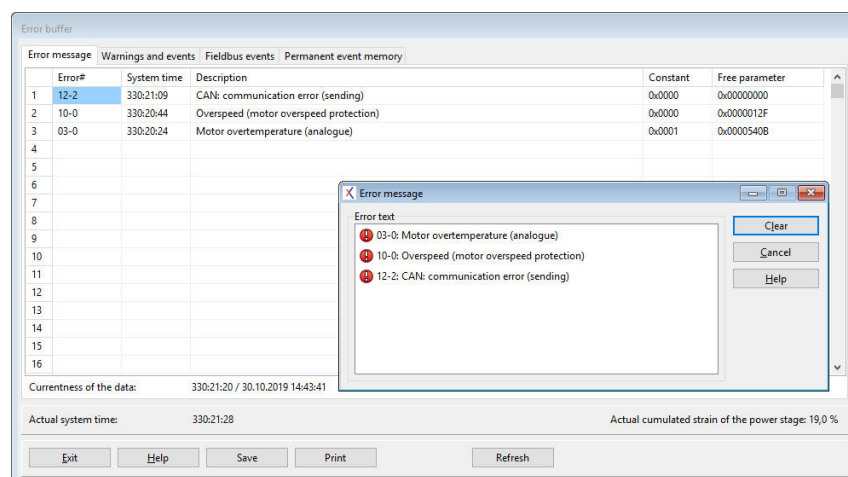 Error buffer
Error message Warnings and events Fieldbus events Permanent event memory
Error# System time Description Constant Free parameter
1 12-2 330:21:09 CAN: communication error (sending) 0x0000 0x00000000
2 10-0 330:20:44 Overspeed (motor overspeed protection) 0x0000 0x0000012F
3 03-0 330:20:24 Motor overtemperature (analogue) 0x0001 0x0000540B
4
5
6
7
8
9
10
11
12
13
14
15
16
Error message
Error text
03-0: Motor overtemperature (analogue)
10-0: Overspeed (motor overspeed protection)
12-2: CAN: communication error (sending)
Clear
Cancel
Help
Currentness of the data: 330:21:20 / 30.10.2019 14:43:41
Actual system time: 330:21:28 Actual cumulated strain of the power stage: 19,0 %
Exit Help Save Print Refresh